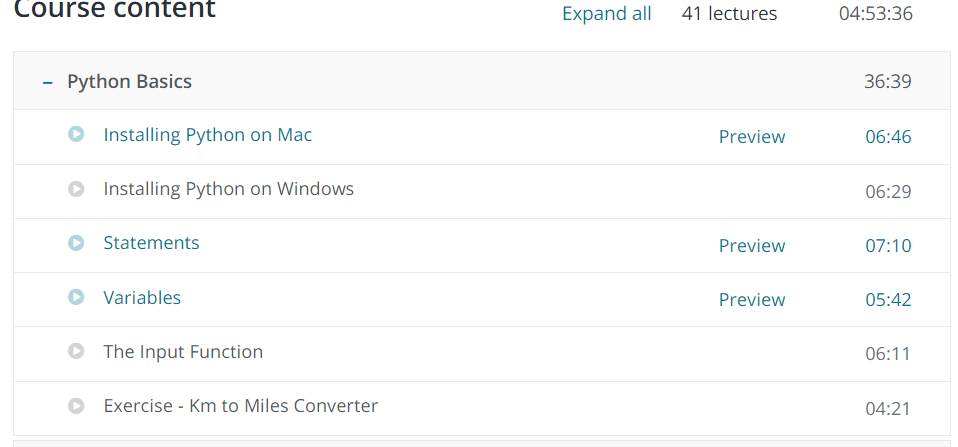 Course content Expand all 41 lectures 04:53:36
– Python Basics 36:39
Installing Python on Mac Preview 06:46
Installing Python on Windows 06:29
Statements Preview 07:10
Variables Preview 05:42
The Input Function 06:11
Exercise - Km to Miles Converter 04:21